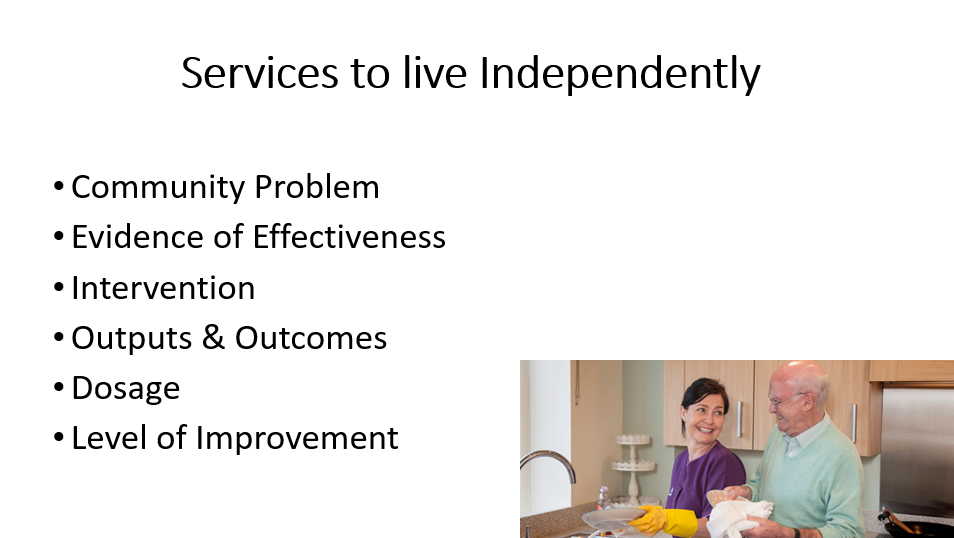 Services to live Independently
• Community Problem
• Evidence of Effectiveness
• Intervention
• Outputs & Outcomes
• Dosage
• Level of Improvement